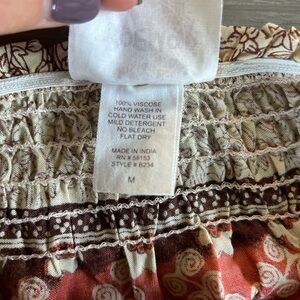 100% VISCOSE
HAND WASH IN
COLD WATER USE
MILD DETERGENT
NO BLEACH
FLAT DRY
MADE IN INDIA
RN # 58153
STYLE # B234
M